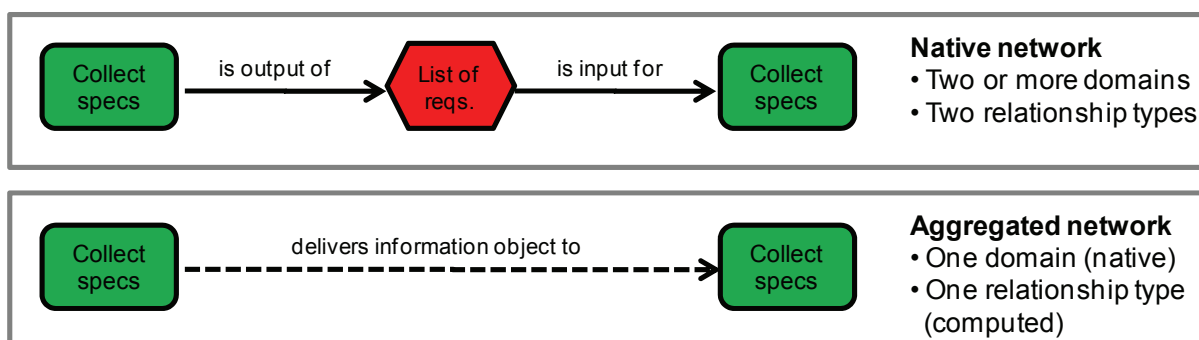 Collect
specs
is output of
List of
reqs.
is input for
Collect
specs
Native network
• Two or more domains
• Two relationship types
Collect
specs
delivers information object to
Collect
specs
Aggregated network
• One domain (native)
• One relationship type
(computed)